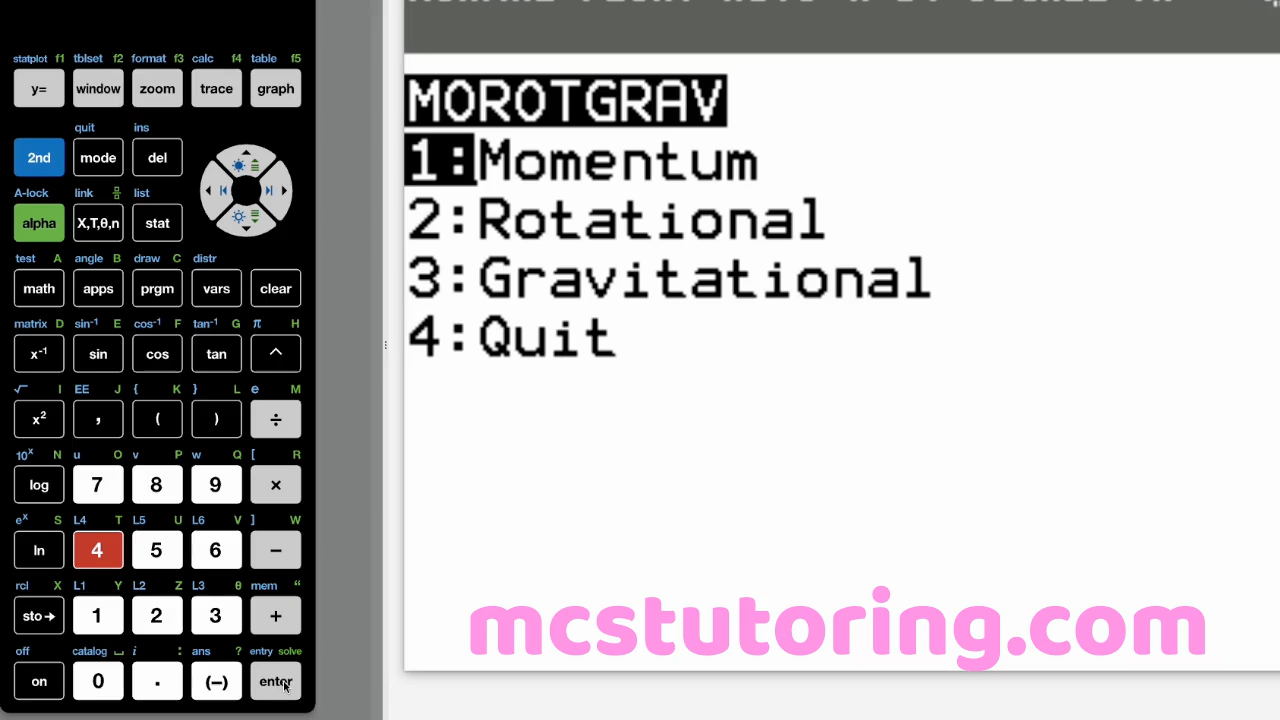 statplot f1 tblset f2 format f3 calc f4 table f5
y= window zoom trace graph
quit ins
2nd mode del
A-lock link list
alpha X,T,θ,n stat
test A angle B draw C distr
math apps prgm vars clear
matrix D sin⁻¹ E cos⁻¹ F tan⁻¹ G π H
x⁻¹ sin cos tan ^
√ I EE J { K } L e M
x² , ( ) ÷
10ˣ N u O v P w Q [ R
log 7 8 9 ×
eˣ S L4 T L5 U L6 V ] W
ln 4 5 6 −
rcl X L1 Y L2 Z L3 θ mem “
sto→ 1 2 3 +
off catalog ⎵ i : ans ? entry solve
on 0 . (–) enter
MOROTGRAV
1:Momentum
2:Rotational
3:Gravitational
4:Quit
mcstutoring.com